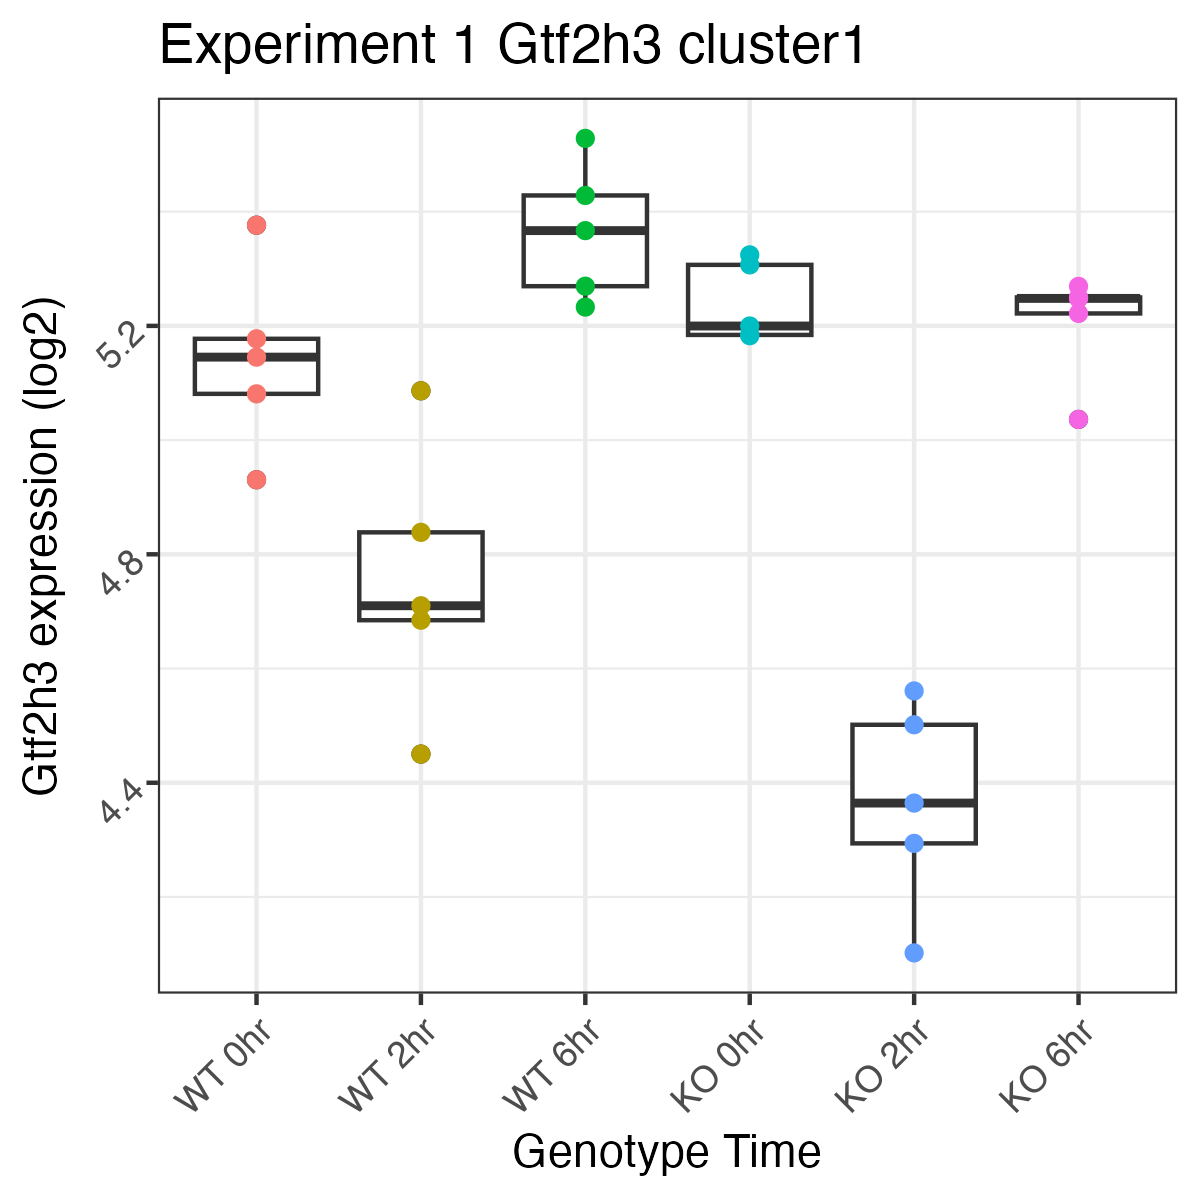 Experiment 1 Gtf2h3 cluster1
Gtf2h3 expression (log2)
5.2
4.8
4.4
WT 0hr
WT 2hr
WT 6hr
KO 0hr
KO 2hr
KO 6hr
Genotype Time